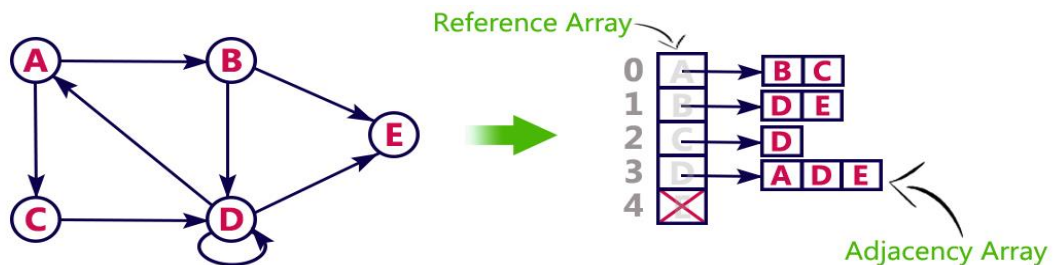 Reference Array
A B
E
C D
0 A B C
1 B D E
2 C D
3 D A D E
4 E
Adjacency Array